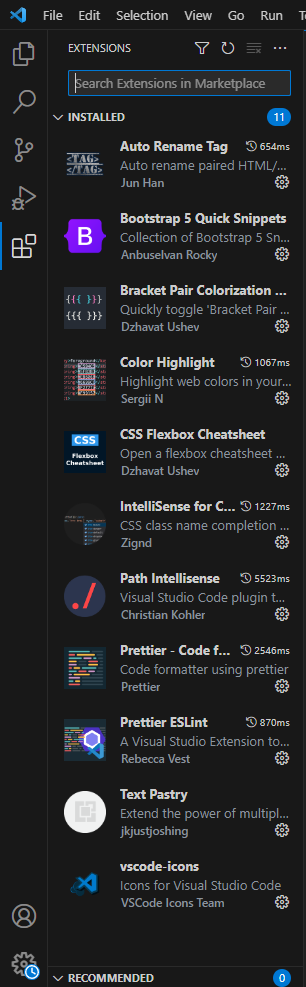 File Edit Selection View Go Run T
EXTENSIONS
Search Extensions in Marketplace
INSTALLED 11
Auto Rename Tag 654ms
Auto rename paired HTML/...
Jun Han
Bootstrap 5 Quick Snippets
Collection of Bootstrap 5 Sn...
Anbuselvan Rocky
Bracket Pair Colorization ...
Quickly toggle 'Bracket Pair ...
Dzhavat Ushev
Color Highlight 1067ms
Highlight web colors in your...
Sergii N
CSS Flexbox Cheatsheet
Open a flexbox cheatsheet ...
Dzhavat Ushev
IntelliSense for C... 1227ms
CSS class name completion ...
Zignd
Path Intellisense 5523ms
Visual Studio Code plugin t...
Christian Kohler
Prettier - Code f... 2546ms
Code formatter using prettier
Prettier
Prettier ESLint 870ms
A Visual Studio Extension to...
Rebecca Vest
Text Pastry
Extend the power of multipl...
jkjustjoshing
vscode-icons
Icons for Visual Studio Code
VSCode Icons Team
RECOMMENDED 0
<TAG>
B
CSS
Flexbox
Cheatsheet